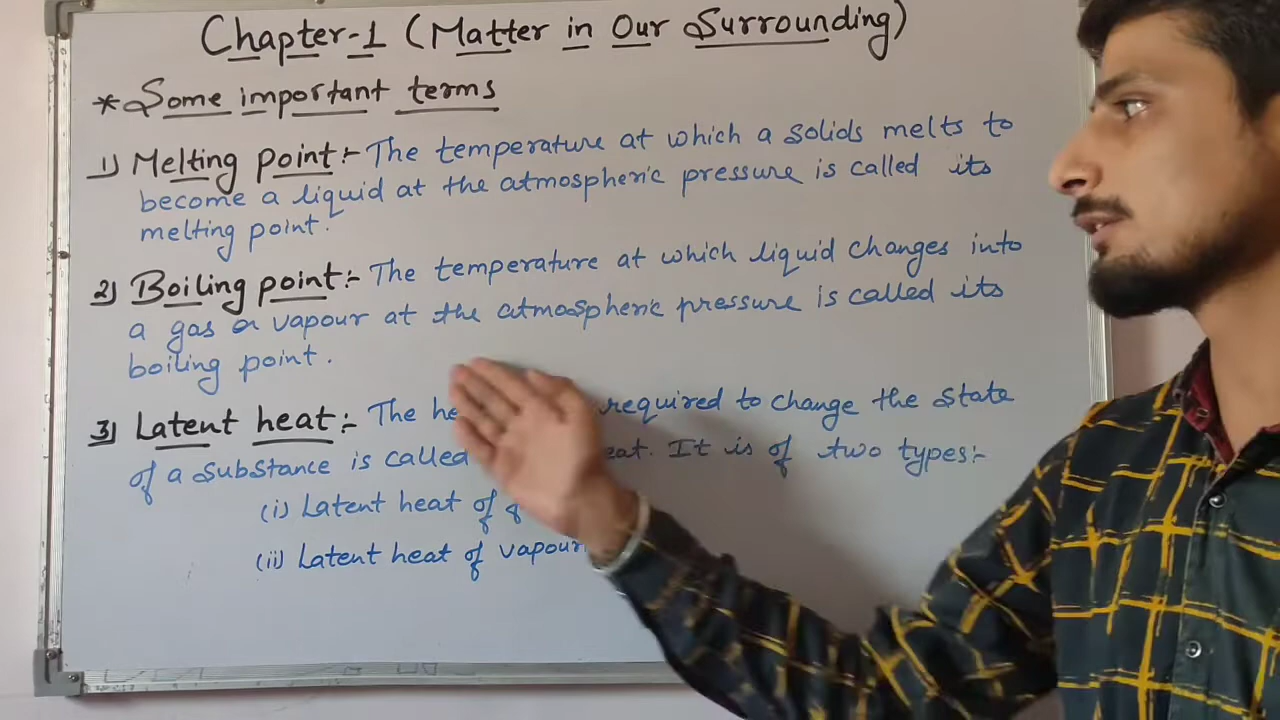 Chapter-1 (Matter in Our Surrounding)
* Some important terms
1) Melting point:- The temperature at which a solids melts to
become a liquid at the atmospheric pressure is called its
melting point.
2) Boiling point:- The temperature at which liquid changes into
a gas or vapour at the atmospheric pressure is called its
boiling point.
3) Latent heat:- The required to change the state
of a substance is called It is of two types:-
(i) Latent heat of
(ii) Latent heat of